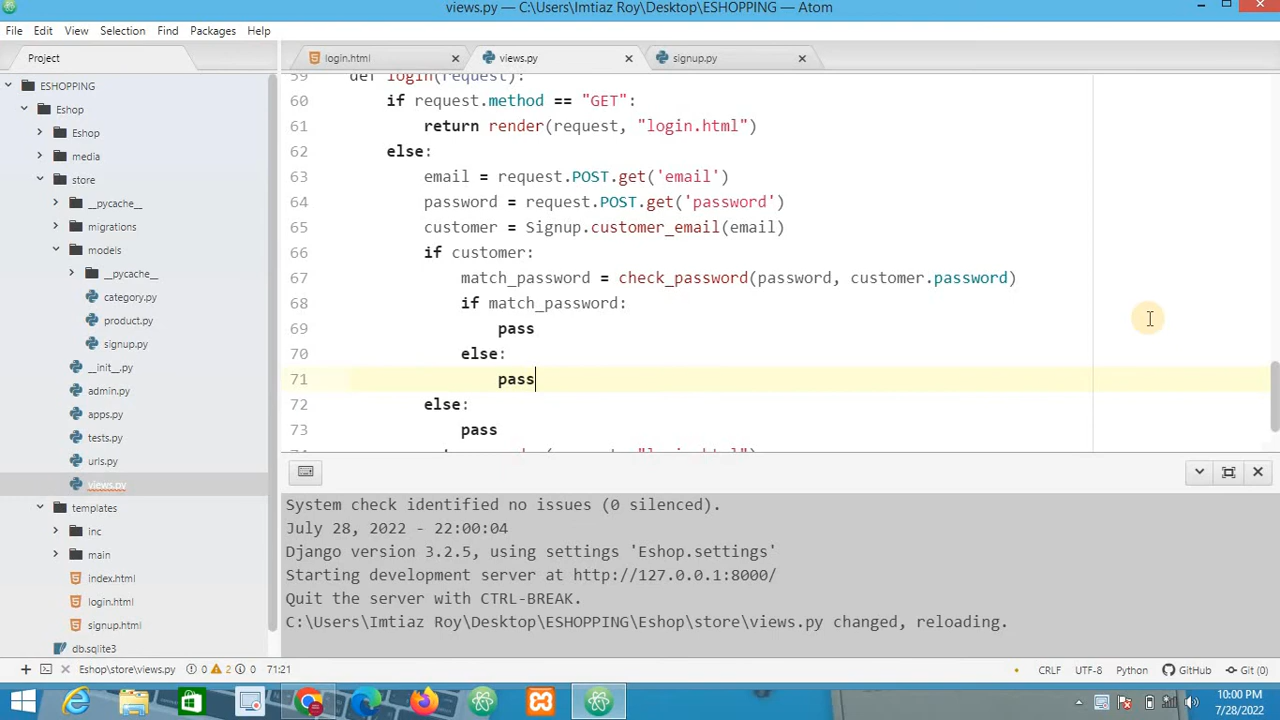 views.py — C:\Users\Imtiaz Roy\Desktop\ESHOPPING — Atom
File Edit View Selection Find Packages Help
Project
login.html
views.py
signup.py
ESHOPPING
Eshop
Eshop
media
store
__pycache__
migrations
models
__pycache__
category.py
product.py
signup.py
__init__.py
admin.py
apps.py
tests.py
urls.py
views.py
templates
inc
main
index.html
login.html
signup.html
db.sqlite3
59 def login(request):
60 if request.method == "GET":
61 return render(request, "login.html")
62 else:
63 email = request.POST.get('email')
64 password = request.POST.get('password')
65 customer = Signup.customer_email(email)
66 if customer:
67 match_password = check_password(password, customer.password)
68 if match_password:
69 pass
70 else:
71 pass
72 else:
73 pass
System check identified no issues (0 silenced).
July 28, 2022 - 22:00:04
Django version 3.2.5, using settings 'Eshop.settings'
Starting development server at http://127.0.0.1:8000/
Quit the server with CTRL-BREAK.
C:\Users\Imtiaz Roy\Desktop\ESHOPPING\Eshop\store\views.py changed, reloading.
Eshop\store\views.py 0 2 0 71:21 CRLF UTF-8 Python GitHub Git (0)
10:00 PM
7/28/2022